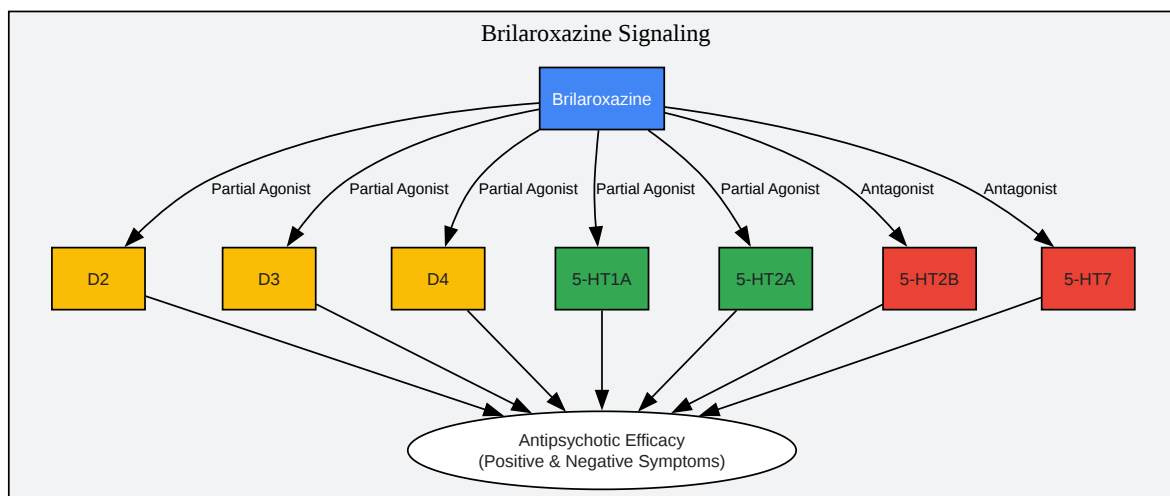 Brilaroxazine Signaling
Brilaroxazine
Partial Agonist
Partial Agonist
Partial Agonist
Partial Agonist
Partial Agonist
Antagonist
Antagonist
D2
D3
D4
5-HT1A
5-HT2A
5-HT2B
5-HT7
Antipsychotic Efficacy
(Positive & Negative Symptoms)